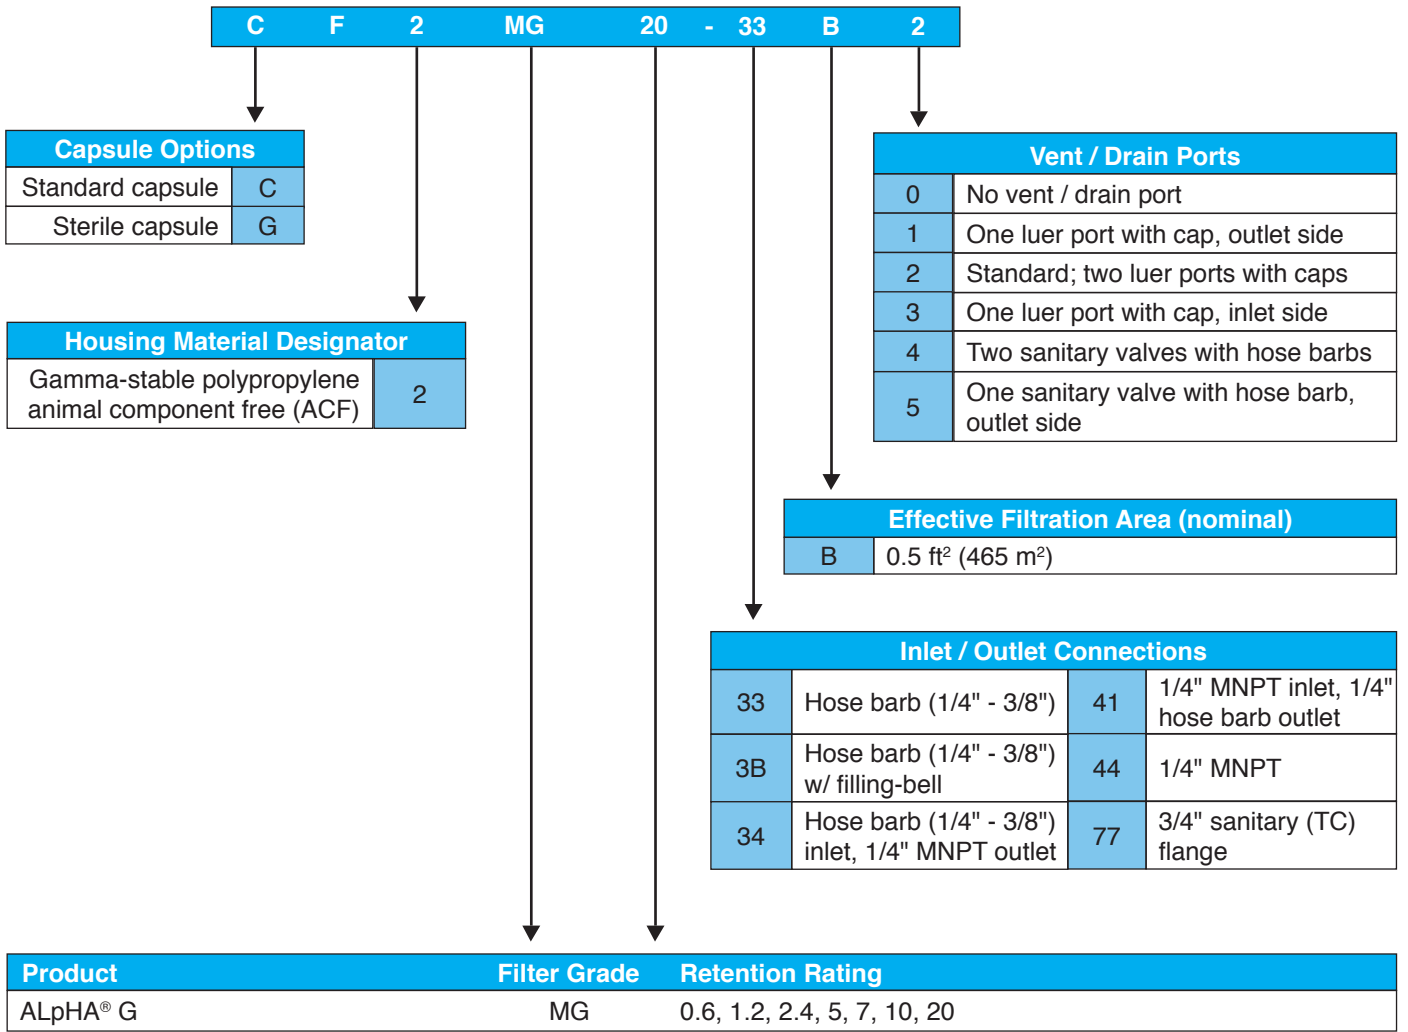 C F 2 MG 20 - 33 B 2
Capsule Options
Standard capsule C
Sterile capsule G
Housing Material Designator
Gamma-stable polypropylene
animal component free (ACF) 2
Vent / Drain Ports
0 No vent / drain port
1 One luer port with cap, outlet side
2 Standard; two luer ports with caps
3 One luer port with cap, inlet side
4 Two sanitary valves with hose barbs
5 One sanitary valve with hose barb,
outlet side
Effective Filtration Area (nominal)
B 0.5 ft² (465 m²)
Inlet / Outlet Connections
33 Hose barb (1/4" - 3/8")
41 1/4" MNPT inlet, 1/4"
hose barb outlet
3B Hose barb (1/4" - 3/8")
w/ filling-bell
44 1/4" MNPT
34 Hose barb (1/4" - 3/8")
inlet, 1/4" MNPT outlet
77 3/4" sanitary (TC)
flange
Product Filter Grade Retention Rating
ALpHA® G MG 0.6, 1.2, 2.4, 5, 7, 10, 20